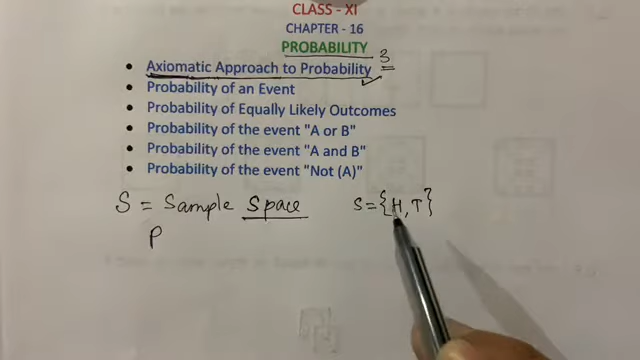 CLASS - XI
CHAPTER - 16
PROBABILITY
• Axiomatic Approach to Probability 3
• Probability of an Event
• Probability of Equally Likely Outcomes
• Probability of the event "A or B"
• Probability of the event "A and B"
• Probability of the event "Not (A)"
S = Sample Space S={H,T}
P